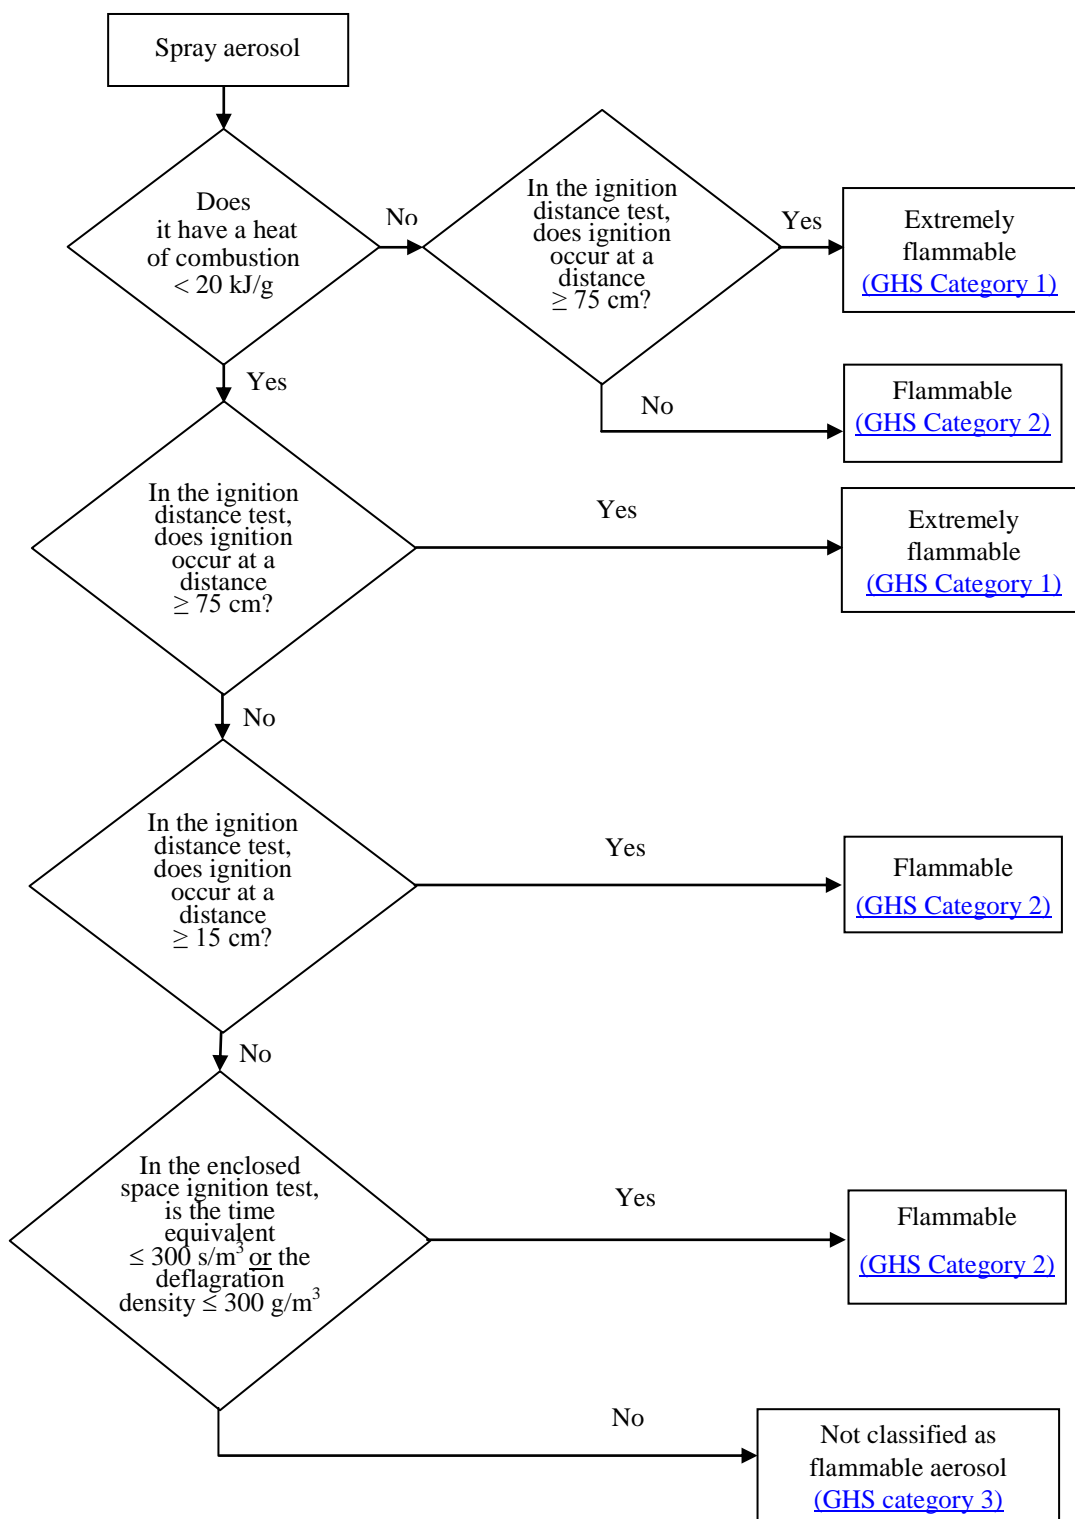 Spray aerosol
Does
it have a heat
of combustion
< 20 kJ/g
No
In the ignition
distance test,
does ignition
occur at a
distance
≥ 75 cm?
Yes
Extremely
flammable
(GHS Category 1)
No
Flammable
(GHS Category 2)
Yes
In the ignition
distance test,
does ignition
occur at a
distance
≥ 75 cm?
Yes
Extremely
flammable
(GHS Category 1)
No
In the ignition
distance test,
does ignition
occur at a
distance
≥ 15 cm?
Yes
Flammable
(GHS Category 2)
No
In the enclosed
space ignition test,
is the time
equivalent
≤ 300 s/m³ or the
deflagration
density ≤ 300 g/m³
Yes
Flammable
(GHS Category 2)
No
Not classified as
flammable aerosol
(GHS category 3)